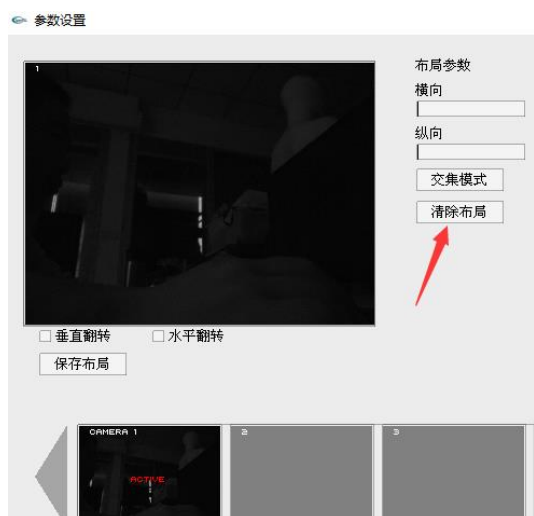 参数设置
1
布局参数
横向
纵向
交集模式
清除布局
垂直翻转
水平翻转
保存布局
CAMERA 1
2
3
ACTIVE